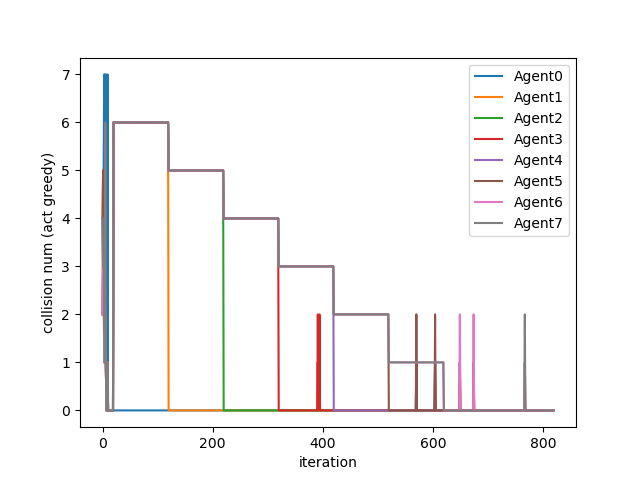 7
6
5
4
3
2
1
0
collision num (act greedy)
0
200
400
600
800
iteration
Agent0
Agent1
Agent2
Agent3
Agent4
Agent5
Agent6
Agent7